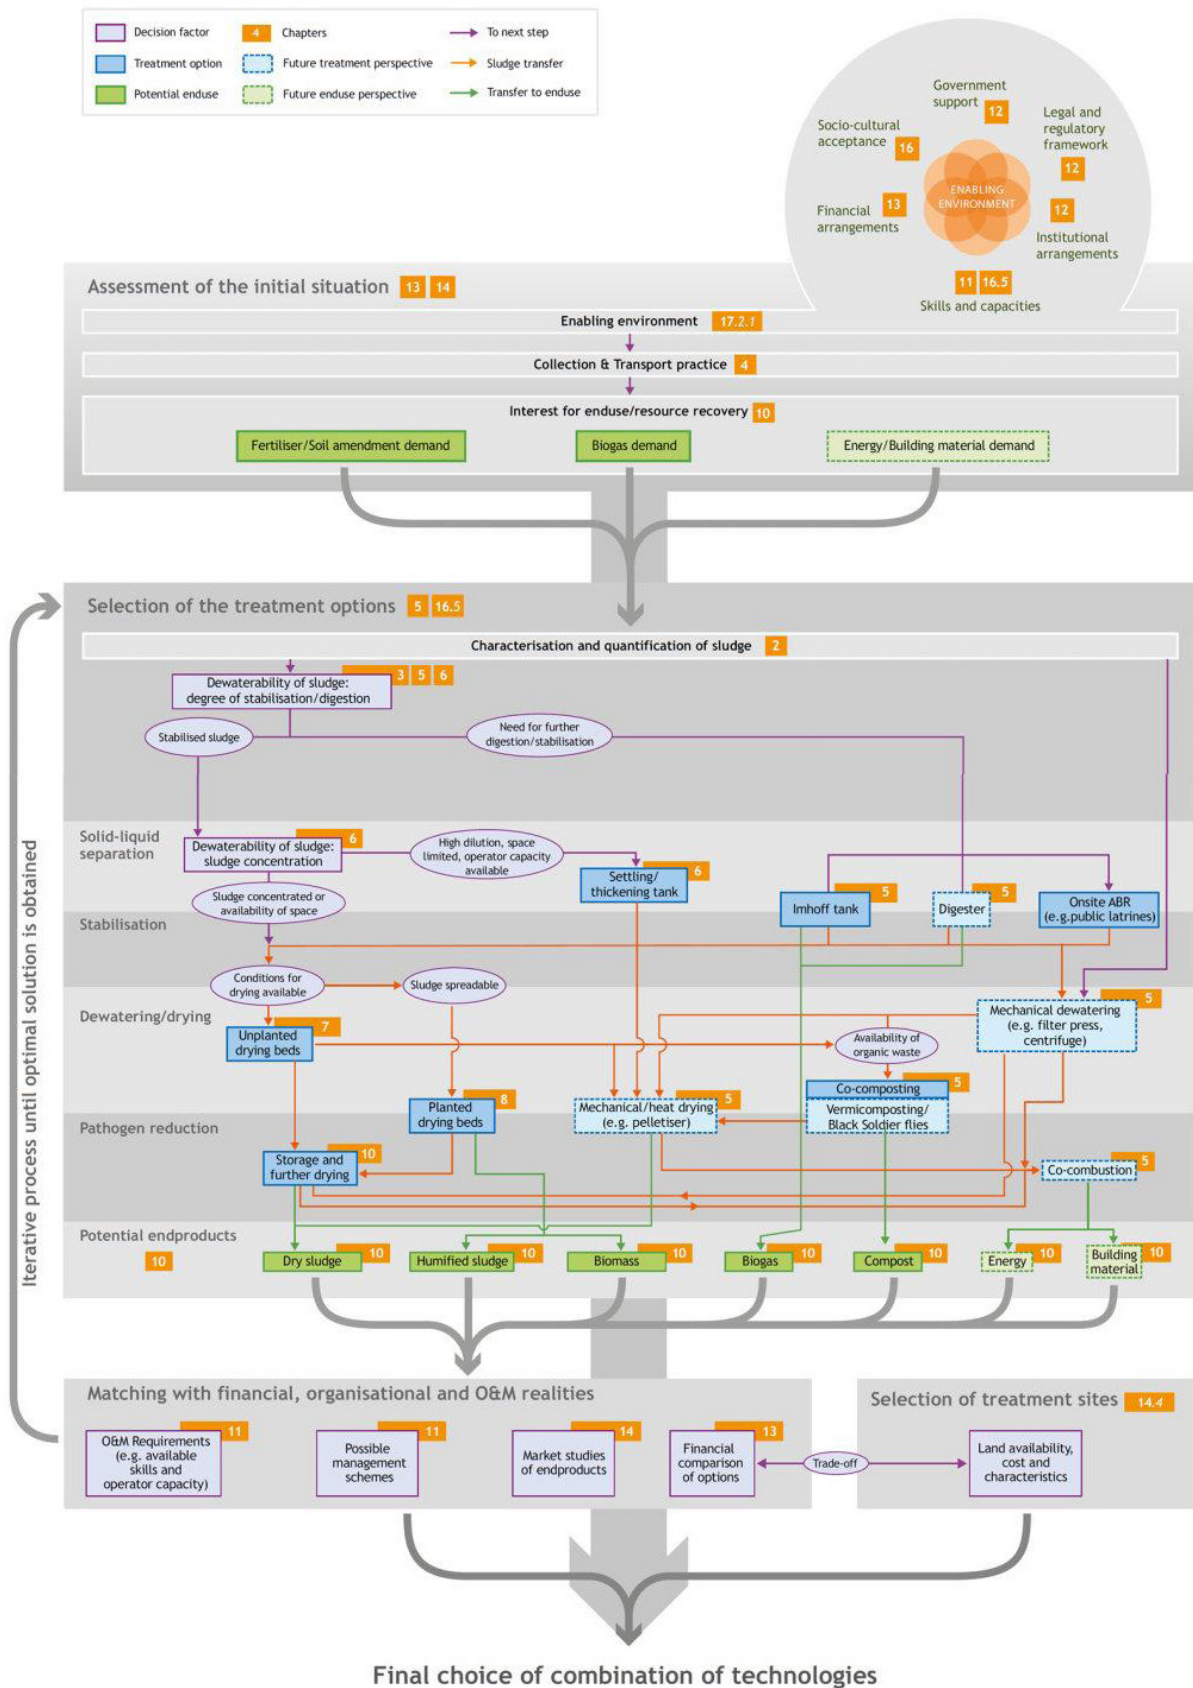 Decision factor
4 Chapters
To next step
Treatment option
Future treatment perspective
Sludge transfer
Potential enduse
Future enduse perspective
Transfer to enduse
Government
support
12
Legal and
regulatory
framework
12
Socio-cultural
acceptance
16
ENABLING
ENVIRONMENT
Financial
arrangements
13
12
Institutional
arrangements
11 16.5
Skills and capacities
Assessment of the initial situation 13 14
Enabling environment 17.2.1
Collection & Transport practice 4
Interest for enduse/resource recovery 10
Fertiliser/Soil amendment demand
Biogas demand
Energy/Building material demand
Iterative process until optimal solution is obtained
Selection of the treatment options 5 16.5
Characterisation and quantification of sludge 2
3 5 6
Dewaterability of sludge:
degree of stabilisation/digestion
Stabilised sludge
Need for further
digestion/stabilisation
Solid-liquid
separation
6
Dewaterability of sludge:
sludge concentration
High dilution, space
limited, operator capacity
available
6
Settling/
thickening tank
Sludge concentrated or
availability of space
5
Imhoff tank
5
Digester
5
Onsite ABR
(e.g.public latrines)
Stabilisation
Conditions for
drying available
Sludge spreadable
Dewatering/drying
7
Unplanted
drying beds
5
Mechanical dewatering
(e.g. filter press,
centrifuge)
Availability of
organic waste
8
Planted
drying beds
5
Mechanical/heat drying
(e.g. pelletiser)
5
Co-composting
Vermicomposting/
Black Soldier flies
Pathogen reduction
10
Storage and
further drying
5
Co-combustion
Potential endproducts
10
10
Dry sludge
10
Humified sludge
10
Biomass
10
Biogas
10
Compost
10
Energy
10
Building
material
Matching with financial, organisational and O&M realities
11
O&M Requirements
(e.g. available
skills and
operator capacity)
11
Possible
management
schemes
14
Market studies
of endproducts
13
Financial
comparison
of options
Trade-off
Selection of treatment sites 14.4
Land availability,
cost and
characteristics
Final choice of combination of technologies